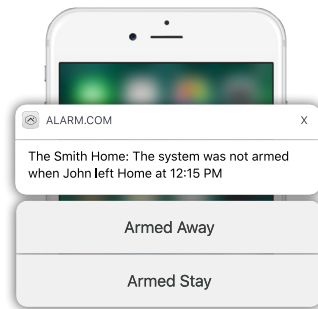 ALARM.COM
X
The Smith Home: The system was not armed
when John left Home at 12:15 PM
Armed Away
Armed Stay